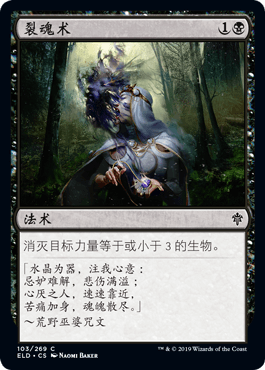 裂魂术 1
法术
消灭目标力量等于或小于 3 的生物。
「水晶为器，注我心意：
忌妒难解，悲伤满溢；
心厌之人，速速靠近，
苦痛加身，魂魄散尽。」
～荒野巫婆咒文
103/269 C
ELD • CS NAOMI BAKER
™ & © 2019 Wizards of the Coast